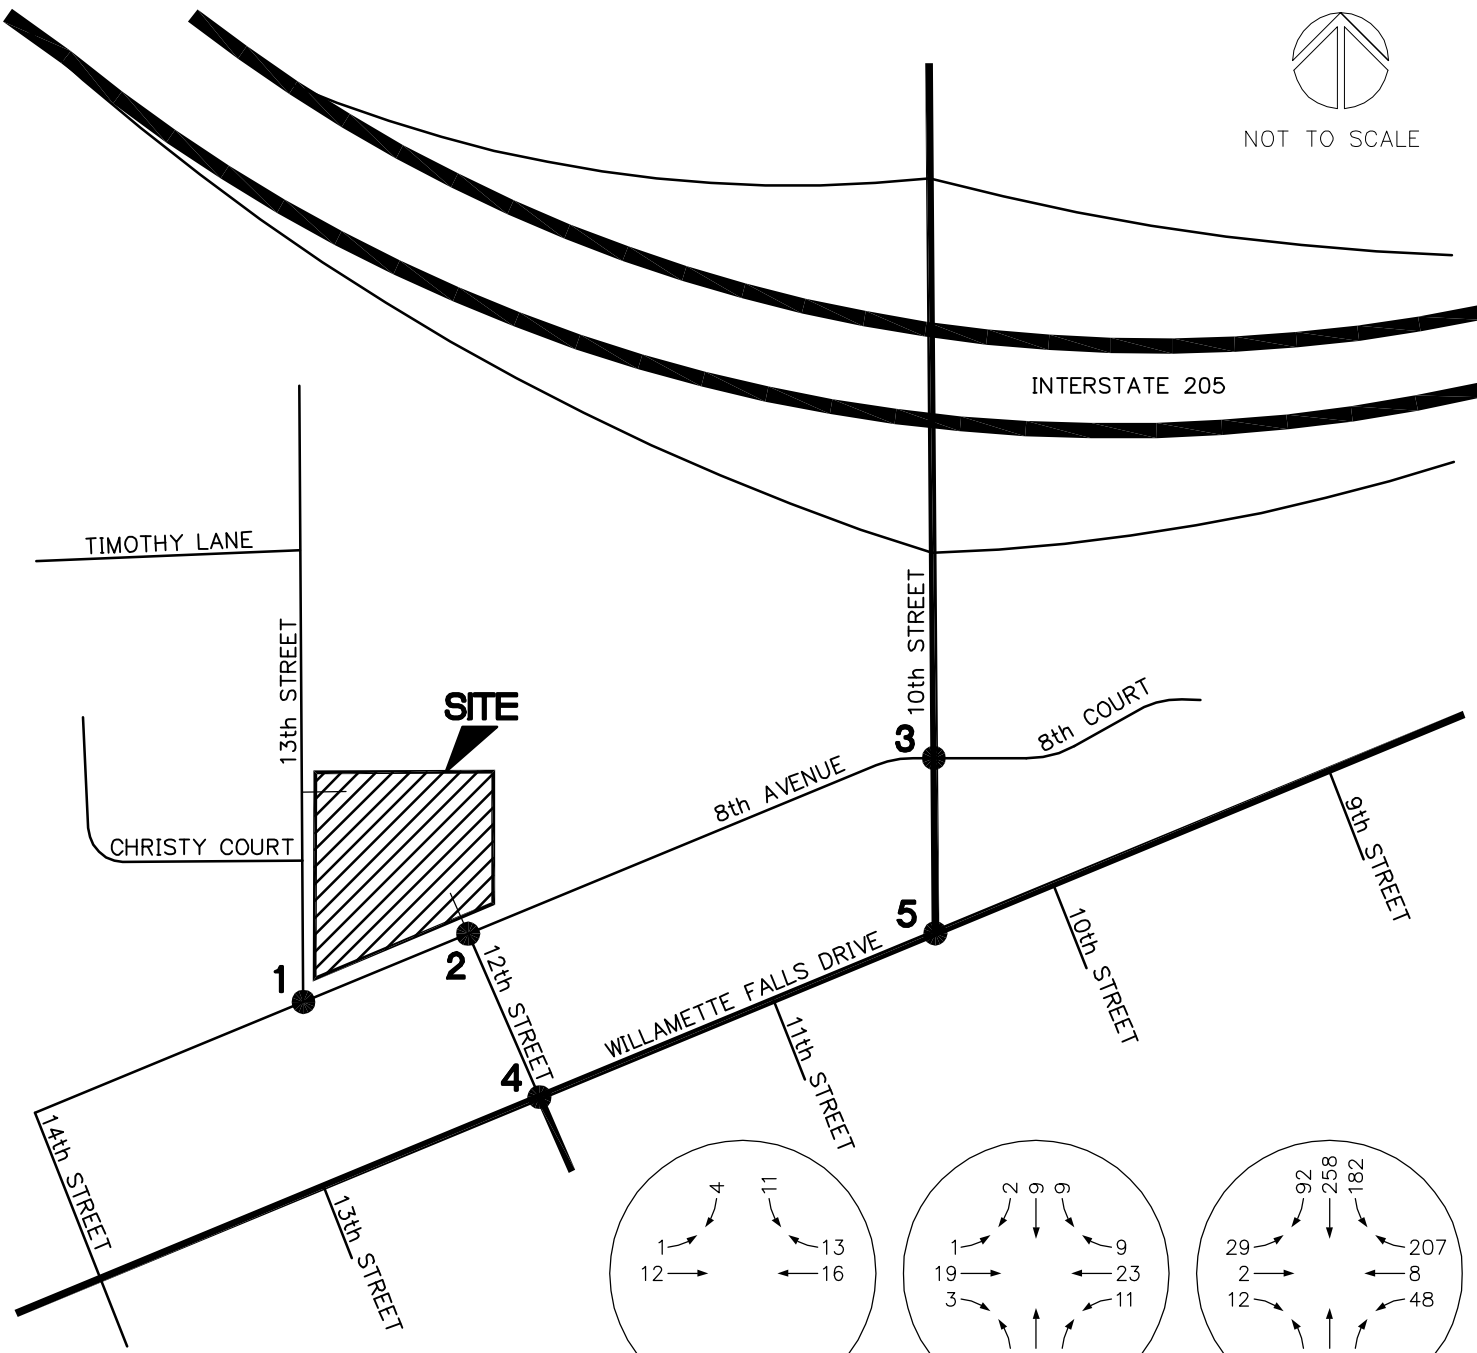 NOT TO SCALE
INTERSTATE 205
TIMOTHY LANE
13th STREET
10th STREET
SITE
8th COURT
3
8th AVENUE
9th STREET
CHRISTY COURT
5
10th STREET
2
12th STREET
WILLAMETTE FALLS DRIVE
1
11th STREET
4
14th STREET
13th STREET
4 11
1 13
12 16
2 9 9
1 9
19 23
3 11
92 258 182
29 207
2 8
12 48